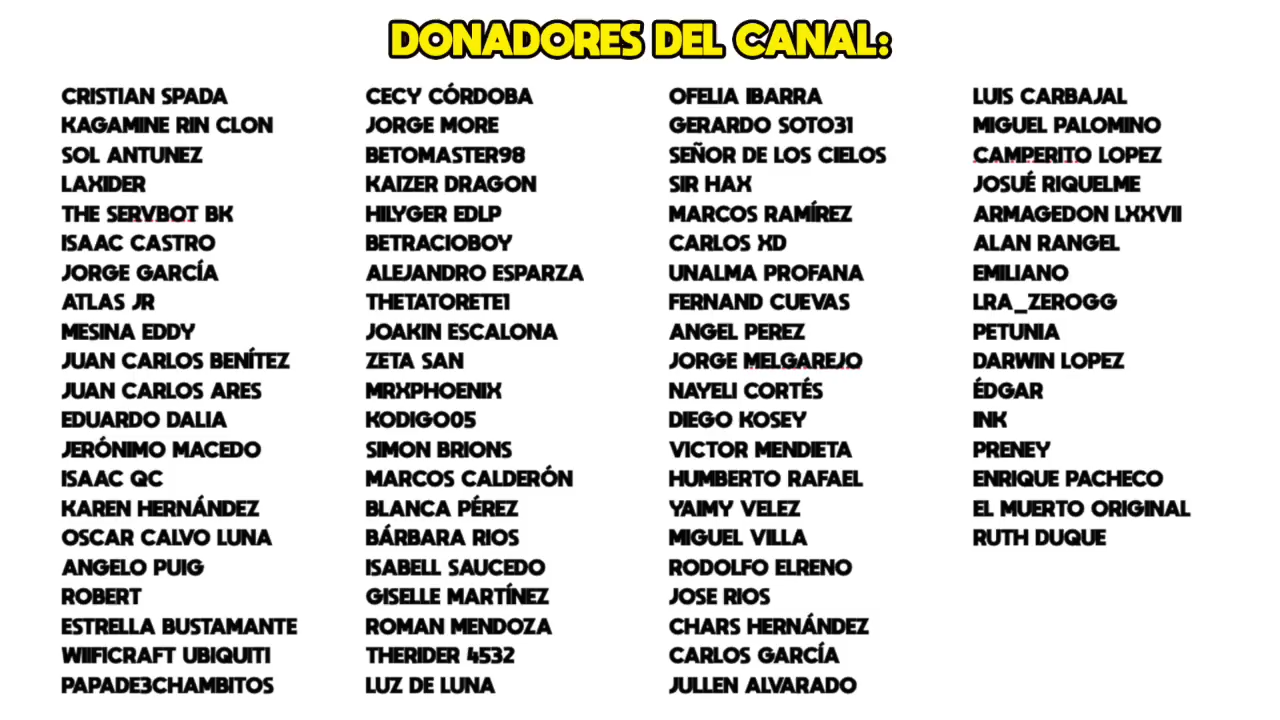 DONADORES DEL CANAL:
CRISTIAN SPADA
KAGAMINE RIN CLON
SOL ANTUNEZ
LAXIDER
THE SERVBOT BK
ISAAC CASTRO
JORGE GARCÍA
ATLAS JR
MESINA EDDY
JUAN CARLOS BENÍTEZ
JUAN CARLOS ARES
EDUARDO DALIA
JERÓNIMO MACEDO
ISAAC QC
KAREN HERNÁNDEZ
OSCAR CALVO LUNA
ANGELO PUIG
ROBERT
ESTRELLA BUSTAMANTE
WIIFICRAFT UBIQUITI
PAPADE3CHAMBITOS
CECY CÓRDOBA
JORGE MORE
BETOMASTER98
KAIZER DRAGON
HILYGER EDLP
BETRACIOBOY
ALEJANDRO ESPARZA
THETATORETE1
JOAKIN ESCALONA
ZETA SAN
MRXPHOENIX
KODIGO05
SIMON BRIONS
MARCOS CALDERÓN
BLANCA PÉREZ
BÁRBARA RIOS
ISABELL SAUCEDO
GISELLE MARTÍNEZ
ROMAN MENDOZA
THERIDER 4532
LUZ DE LUNA
OFELIA IBARRA
GERARDO SOTO31
SEÑOR DE LOS CIELOS
SIR HAX
MARCOS RAMÍREZ
CARLOS XD
UNALMA PROFANA
FERNAND CUEVAS
ANGEL PEREZ
JORGE MELGAREJO
NAYELI CORTÉS
DIEGO KOSEY
VICTOR MENDIETA
HUMBERTO RAFAEL
YAIMY VELEZ
MIGUEL VILLA
RODOLFO ELRENO
JOSE RIOS
CHARS HERNÁNDEZ
CARLOS GARCÍA
JULLEN ALVARADO
LUIS CARBAJAL
MIGUEL PALOMINO
CAMPERITO LOPEZ
JOSUÉ RIQUELME
ARMAGEDON LXXVII
ALAN RANGEL
EMILIANO
LRA_ZEROGG
PETUNIA
DARWIN LOPEZ
ÉDGAR
INK
PRENEY
ENRIQUE PACHECO
EL MUERTO ORIGINAL
RUTH DUQUE